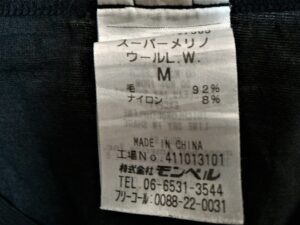 スーパーメリノ
ウールL.W.
M
毛 92%
ナイロン 8%
MADE IN CHINA
工場No.411013101
株式会社モンベル
TEL.06-6531-3544
フリーコール:0088-22-0031